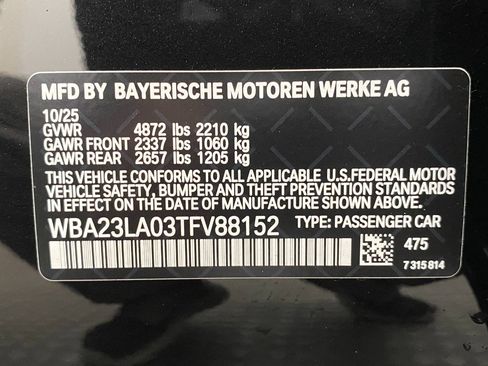 MFD BY BAYERISCHE MOTOREN WERKE AG
10/25
GVWR 4872 lbs 2210 kg
GAWR FRONT 2337 lbs 1060 kg
GAWR REAR 2657 lbs 1205 kg
THIS VEHICLE CONFORMS TO ALL APPLICABLE U.S.FEDERAL MOTOR
VEHICLE SAFETY, BUMPER AND THEFT PREVENTION STANDARDS
IN EFFECT ON THE DATE OF MANUFACTURE SHOWN ABOVE.
WBA23LA03TFV88152 TYPE: PASSENGER CAR
475
7315814